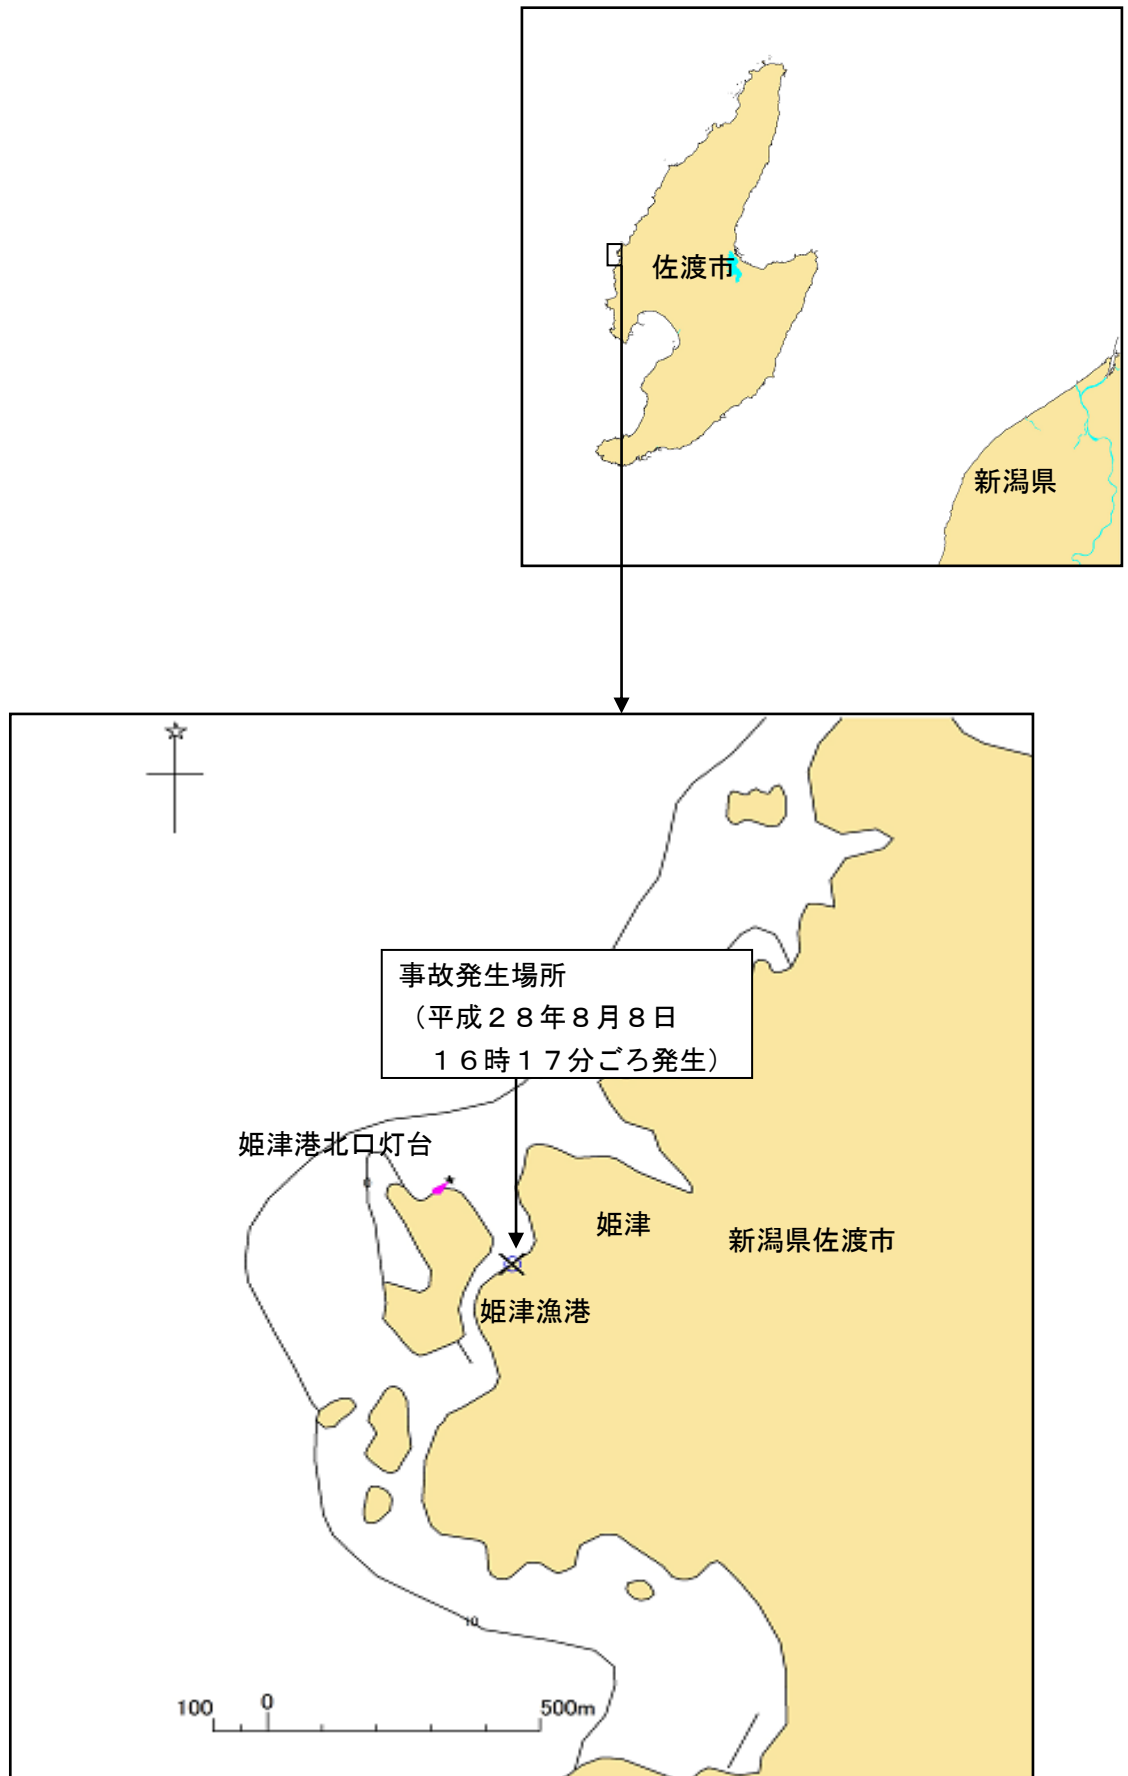 佐渡市
新潟県
事故発生場所
（平成２８年８月８日
１６時１７分ごろ発生）
姫津港北口灯台
姫津
新潟県佐渡市
姫津漁港
10
100 0 500m